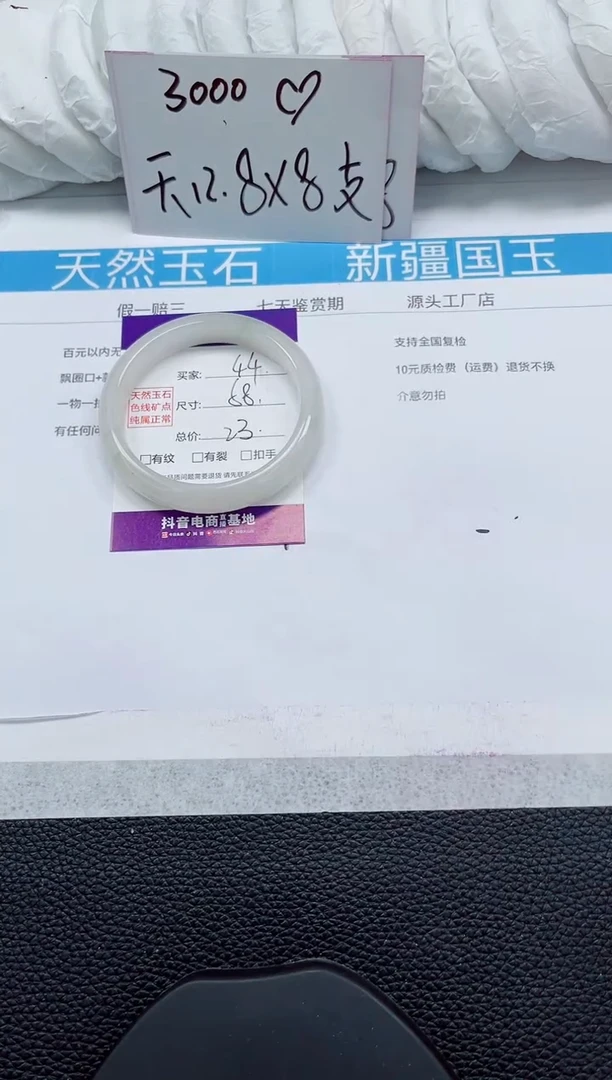 3000 ♡
天12.8X8支
天然玉石 新疆国玉
假一赔三 七天鉴赏期 源头工厂店
百元以内无
飘圈口+
一物一
有任何问
支持全国复检
10元质检费（运费）退货不换
介意勿拍
买家: 44.
尺寸: 58.
总价: 23.
天然玉石
色线矿点
纯属正常
□有纹 □有裂 □扣手
抖音电商直播基地